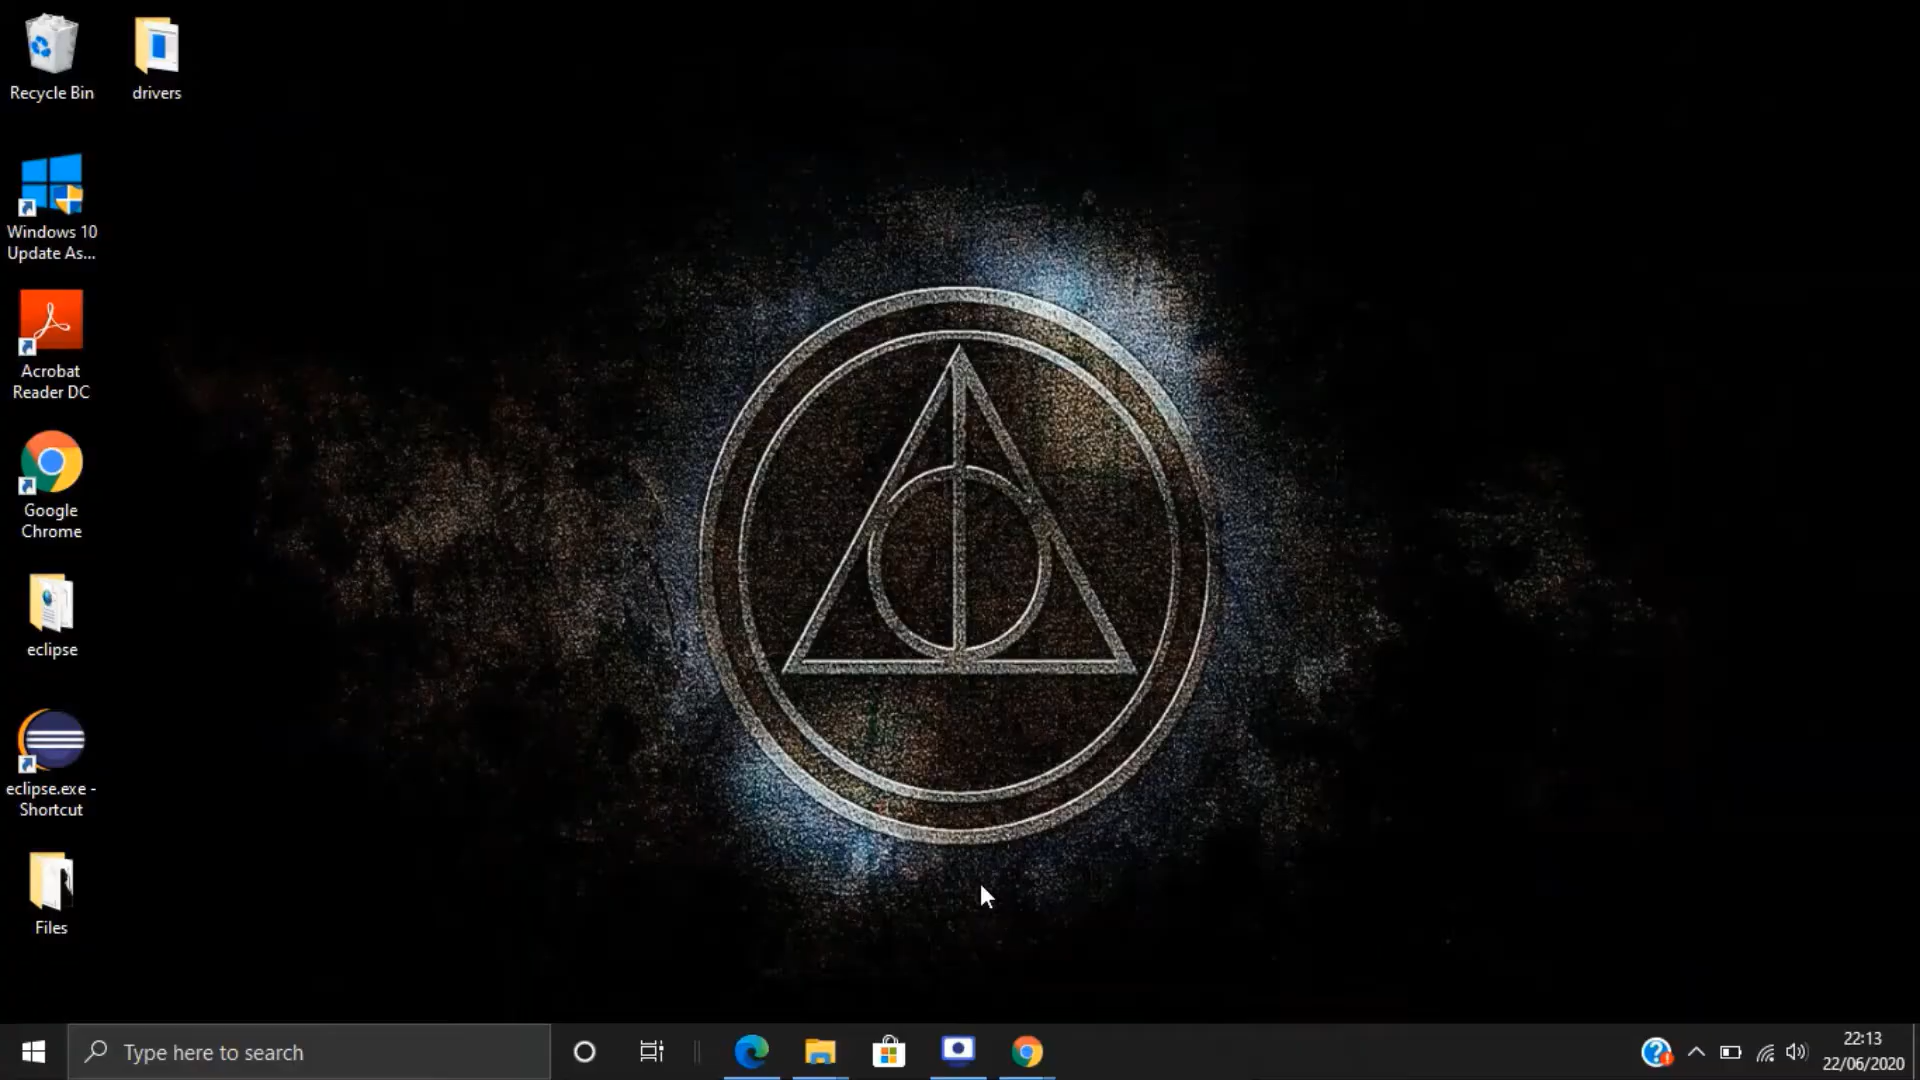 Recycle Bin
drivers
Windows 10
Update As...
Acrobat
Reader DC
Google
Chrome
eclipse
eclipse.exe -
Shortcut
Files
Type here to search
22:13
22/06/2020